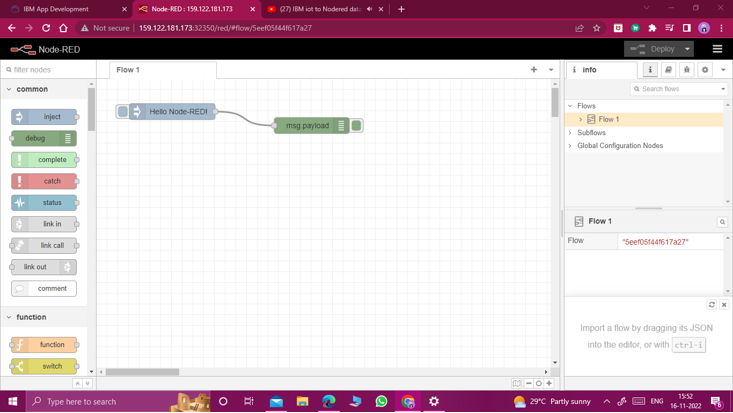 IBM App Development
Node-RED : 159.122.181.173
(27) IBM iot to Nodered data
Not secure
159.122.181.173:32350/red/#flow/5eef05f44f617a27
Node-RED
Deploy
filter nodes
Flow 1
info
Search flows
common
inject
debug
complete
catch
status
link in
link call
link out
comment
function
function
switch
Hello Node-RED!
msg.payload
Flows
Flow 1
Subflows
Global Configuration Nodes
Flow 1
Flow
"5eef05f44f617a27"
Import a flow by dragging its JSON
into the editor, or with ctrl-i
Type here to search
29°C Partly sunny
ENG
15:52
16-11-2022
5